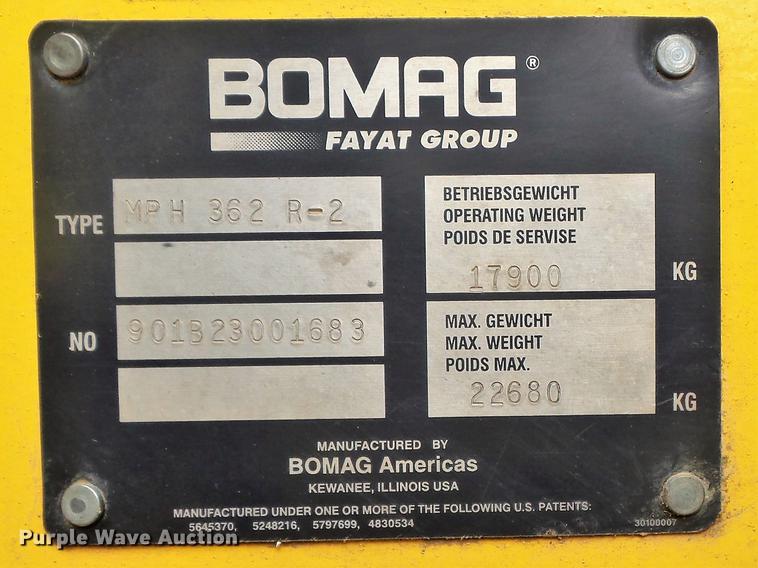 BOMAG®
FAYAT GROUP
TYPE MPH 362 R-2
NO 901B23001683
BETRIEBSGEWICHT
OPERATING WEIGHT
POIDS DE SERVISE
17900 KG
MAX. GEWICHT
MAX. WEIGHT
POIDS MAX.
22680 KG
MANUFACTURED BY
BOMAG Americas
KEWANEE, ILLINOIS USA
MANUFACTURED UNDER ONE OR MORE OF THE FOLLOWING U.S. PATENTS:
5645370, 5248216, 5797699, 4830534
30100007
Purple Wave Auction